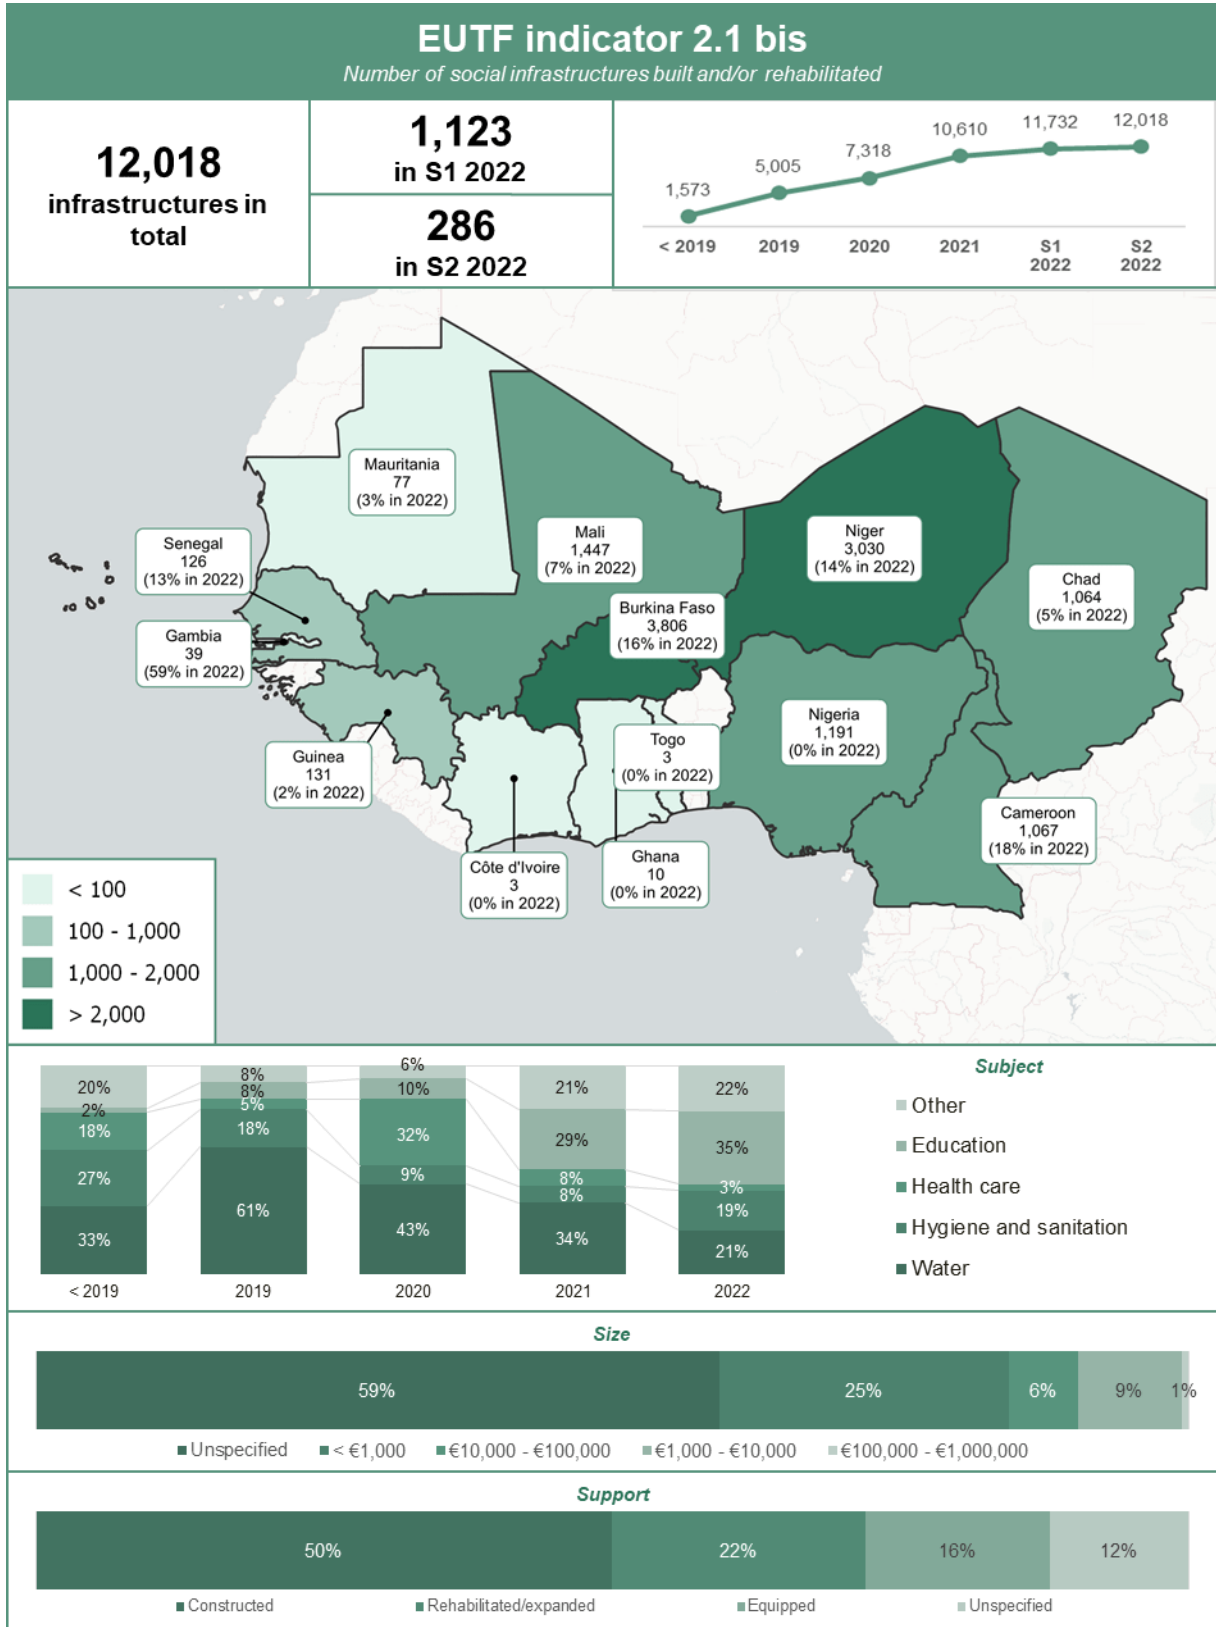 EUTF indicator 2.1 bis
Number of social infrastructures built and/or rehabilitated
12,018
infrastructures in
total
1,123
in S1 2022
286
in S2 2022
1,573
5,005
7,318
10,610
11,732
12,018
< 2019
2019
2020
2021
S1
2022
S2
2022
Mauritania
77
(3% in 2022)
Mali
1,447
(7% in 2022)
Niger
3,030
(14% in 2022)
Chad
1,064
(5% in 2022)
Senegal
126
(13% in 2022)
Burkina Faso
3,806
(16% in 2022)
Gambia
39
(59% in 2022)
Nigeria
1,191
(0% in 2022)
Togo
3
(0% in 2022)
Guinea
131
(2% in 2022)
Cameroon
1,067
(18% in 2022)
Côte d'Ivoire
3
(0% in 2022)
Ghana
10
(0% in 2022)
< 100
100 - 1,000
1,000 - 2,000
> 2,000
20%
2%
18%
27%
33%
< 2019
8%
8%
5%
18%
61%
2019
6%
10%
32%
9%
43%
2020
21%
29%
8%
8%
34%
2021
22%
35%
3%
19%
21%
2022
Subject
Other
Education
Health care
Hygiene and sanitation
Water
Size
59%
25%
6%
9%
1%
Unspecified
< €1,000
€10,000 - €100,000
€1,000 - €10,000
€100,000 - €1,000,000
Support
50%
22%
16%
12%
Constructed
Rehabilitated/expanded
Equipped
Unspecified